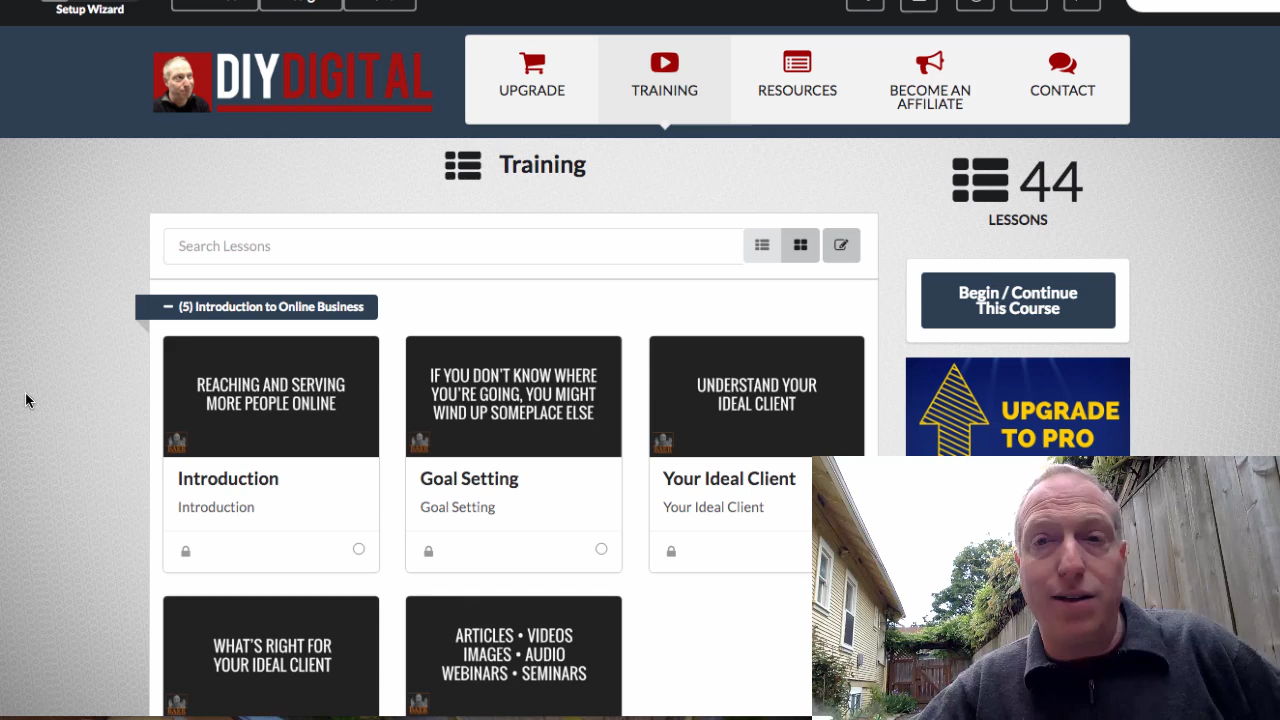 Setup Wizard
DIYDIGITAL
UPGRADE
TRAINING
RESOURCES
BECOME AN
AFFILIATE
CONTACT
Training
44
LESSONS
Search Lessons
Begin / Continue
This Course
(5) Introduction to Online Business
REACHING AND SERVING
MORE PEOPLE ONLINE
IF YOU DON'T KNOW WHERE
YOU'RE GOING, YOU MIGHT
WIND UP SOMEPLACE ELSE
UNDERSTAND YOUR
IDEAL CLIENT
UPGRADE
TO PRO
Introduction
Introduction
Goal Setting
Goal Setting
Your Ideal Client
Your Ideal Client
WHAT'S RIGHT FOR
YOUR IDEAL CLIENT
ARTICLES • VIDEOS
IMAGES • AUDIO
WEBINARS • SEMINARS